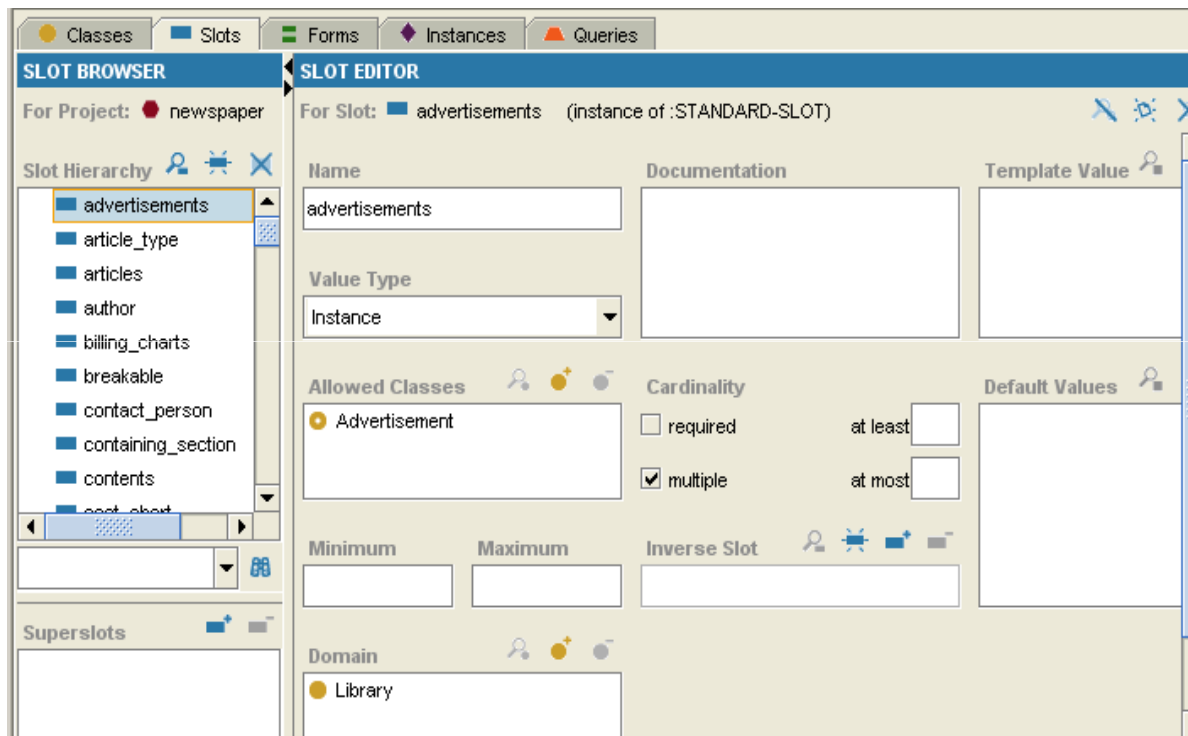 Classes Slots Forms Instances Queries
SLOT BROWSER
For Project: newspaper
Slot Hierarchy
advertisements
article_type
articles
author
billing_charts
breakable
contact_person
containing_section
contents
Superslots
SLOT EDITOR
For Slot: advertisements (instance of :STANDARD-SLOT)
Name
advertisements
Documentation
Template Value
Value Type
Instance
Allowed Classes
Advertisement
Cardinality
required at least
multiple at most
Default Values
Minimum Maximum
Inverse Slot
Domain
Library